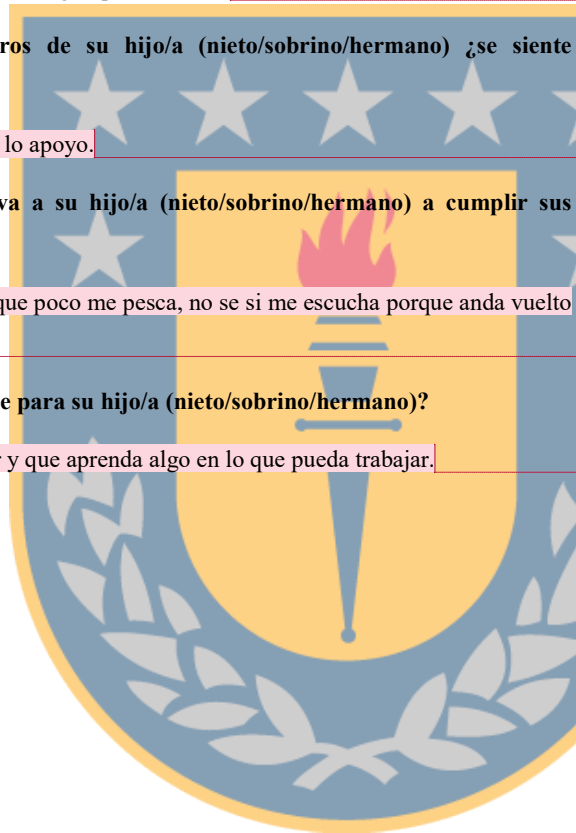 ros de su hijo/a (nieto/sobrino/hermano) ¿se siente
lo apoyo.
va a su hijo/a (nieto/sobrino/hermano) a cumplir sus
que poco me pesca, no se si me escucha porque anda vuelto
e para su hijo/a (nieto/sobrino/hermano)?
y que aprenda algo en lo que pueda trabajar.